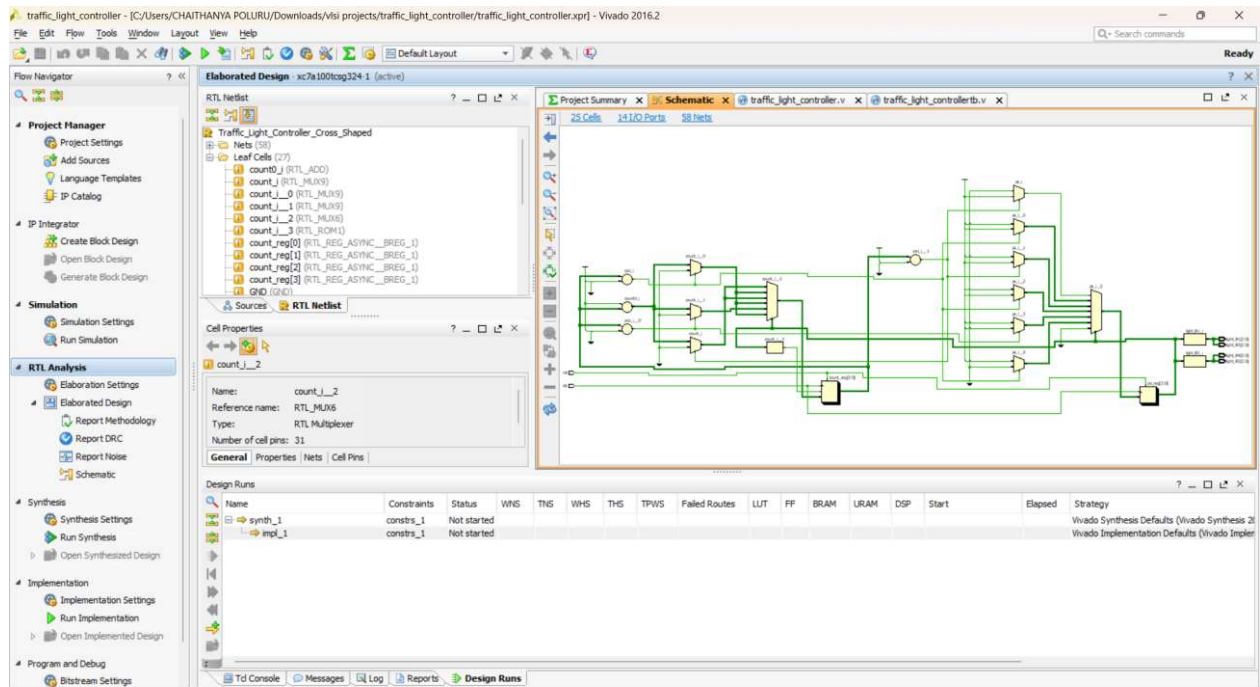 traffic_light_controller - [C:/Users/CHAITHANYA POLURU/Downloads/vlsi projects/traffic_light_controller/traffic_light_controller.xpr] - Vivado 2016.2
File Edit Flow Tools Window Layout View Help
Search commands
Default Layout
Ready
Flow Navigator
Project Manager
Project Settings
Add Sources
Language Templates
IP Catalog
IP Integrator
Create Block Design
Open Block Design
Generate Block Design
Simulation
Simulation Settings
Run Simulation
RTL Analysis
Elaboration Settings
Elaborated Design
Report Methodology
Report DRC
Report Noise
Schematic
Synthesis
Synthesis Settings
Run Synthesis
Open Synthesized Design
Implementation
Implementation Settings
Run Implementation
Open Implemented Design
Program and Debug
Bitstream Settings
Elaborated Design - xc7a100tcsg324-1 (active)
RTL Netlist
Traffic_Light_Controller_Cross_Shaped
Nets (58)
Leaf Cells (27)
count0_i (RTL_ADD)
count_i (RTL_MUX9)
count_i__0 (RTL_MUX9)
count_i__1 (RTL_MUX9)
count_i__2 (RTL_MUX6)
count_i__3 (RTL_ROM1)
count_reg[0] (RTL_REG_ASYNC__BREG_1)
count_reg[1] (RTL_REG_ASYNC__BREG_1)
count_reg[2] (RTL_REG_ASYNC__BREG_1)
count_reg[3] (RTL_REG_ASYNC__BREG_1)
GND (GND)
Sources RTL Netlist
Cell Properties
count_i__2
Name: count_i__2
Reference name: RTL_MUX6
Type: RTL Multiplexer
Number of cell pins: 31
General Properties Nets Cell Pins
Project Summary Schematic traffic_light_controller.v traffic_light_controllertb.v
25 Cells 14 I/O Ports 58 Nets
Design Runs
Name Constraints Status WNS TNS WHS THS TPWS Failed Routes LUT FF BRAM URAM DSP Start Elapsed Strategy
synth_1 constrs_1 Not started Vivado Synthesis Defaults (Vivado Synthesis 20
impl_1 constrs_1 Not started Vivado Implementation Defaults (Vivado Implem
Tcl Console Messages Log Reports Design Runs